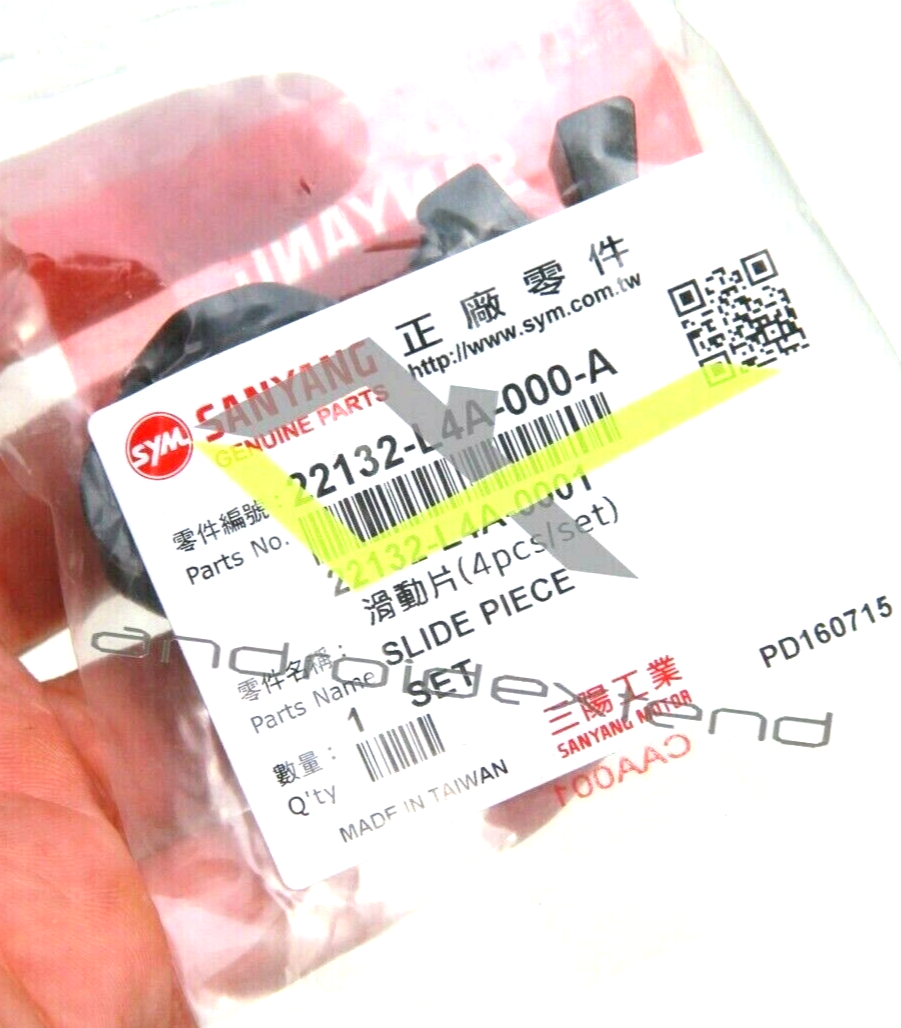 SANYANG
正廠零件
http://www.sym.com.tw
SYM
SANYANG
GENUINE PARTS
零件編號:
Parts No.
22132-L4A-000-A
22132-L4A-0001
滑動片(4pcs/set)
零件名稱:
Parts Name
SLIDE PIECE
SET
數量:
Q'ty
1
MADE IN TAIWAN
三陽工業
SANYANG MOTOR
CAA001
PD160715
androidextend